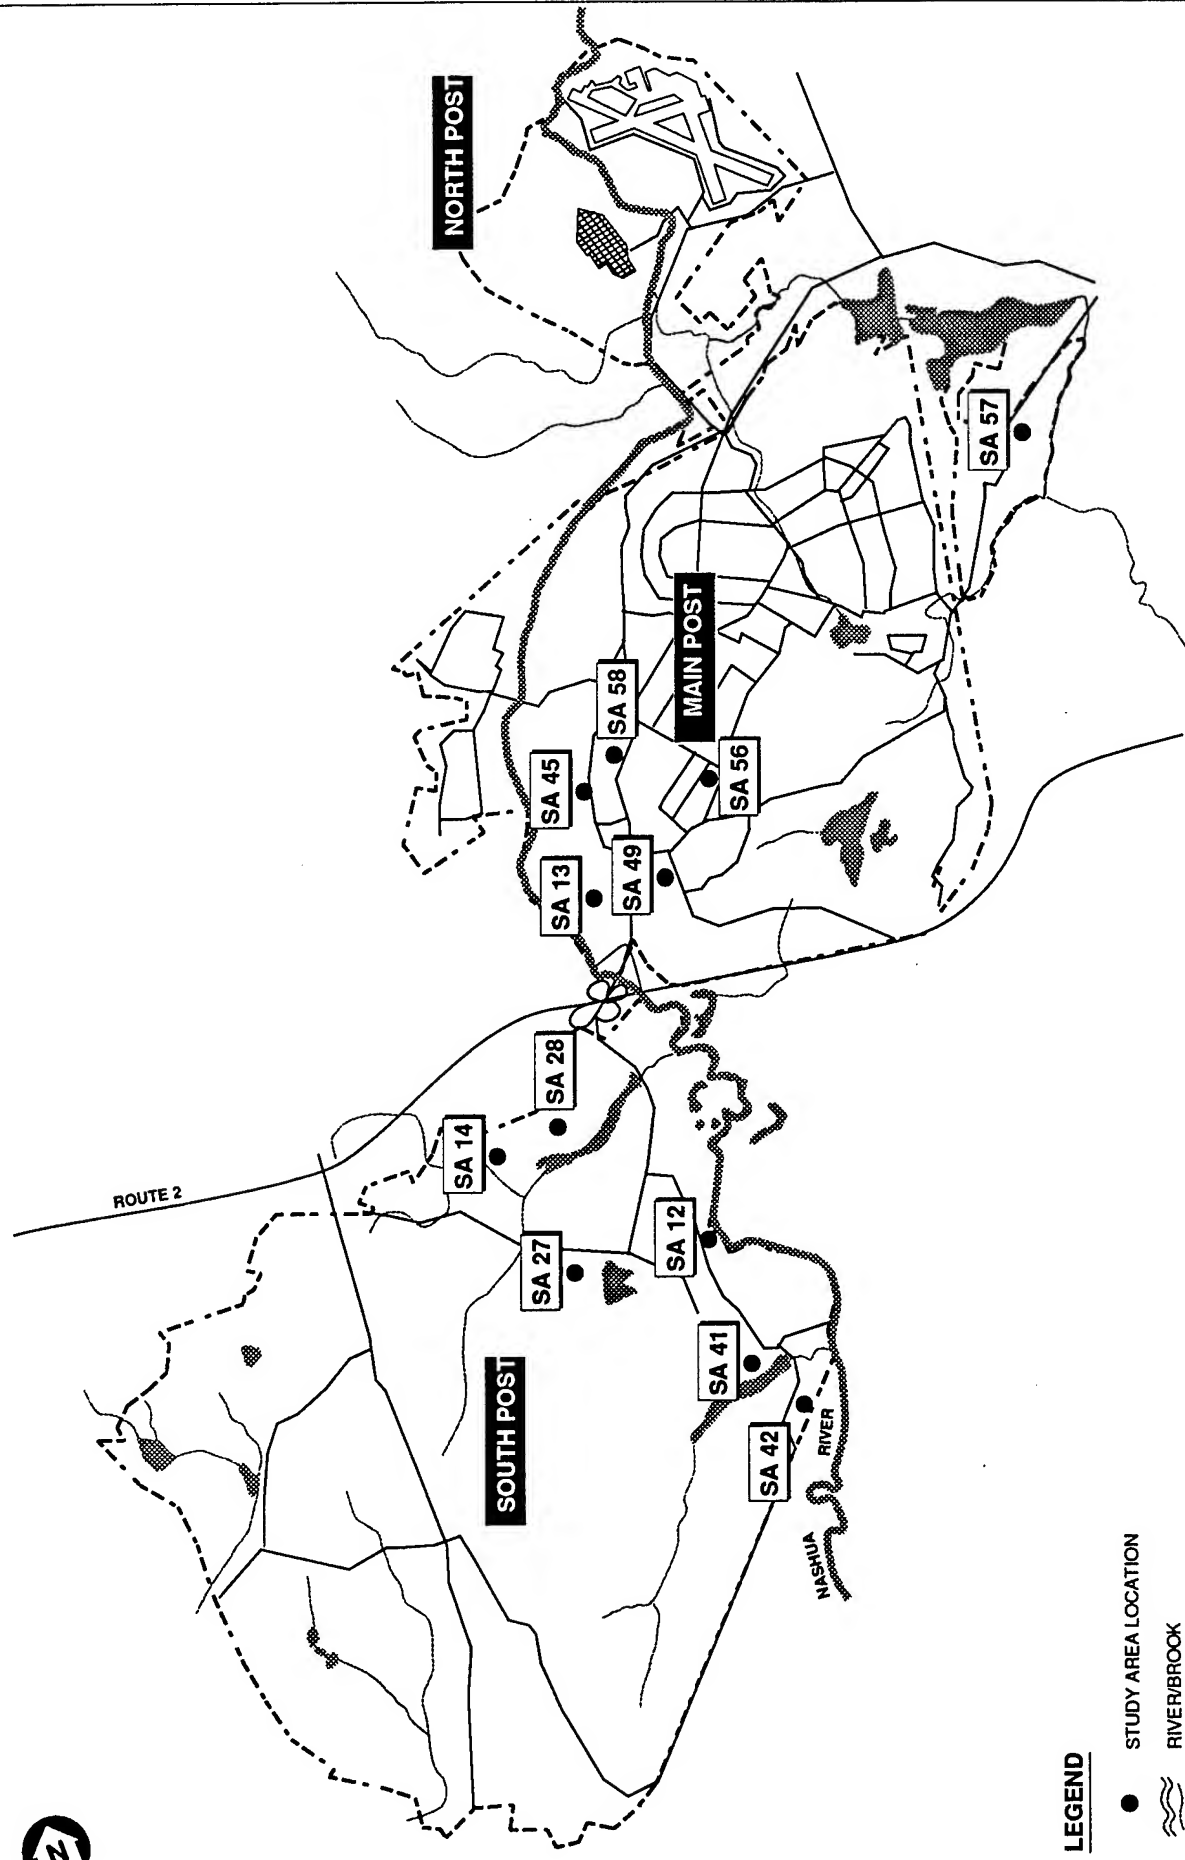 NORTH POST
SA 57
MAIN POST
SA 58
SA 45
SA 56
SA 49
SA 13
SA 28
SA 14
ROUTE 2
SA 12
SA 27
SA 41
SOUTH POST
SA 42
NASHUA
RIVER
N
LEGEND
STUDY AREA LOCATION
RIVER/BROOK